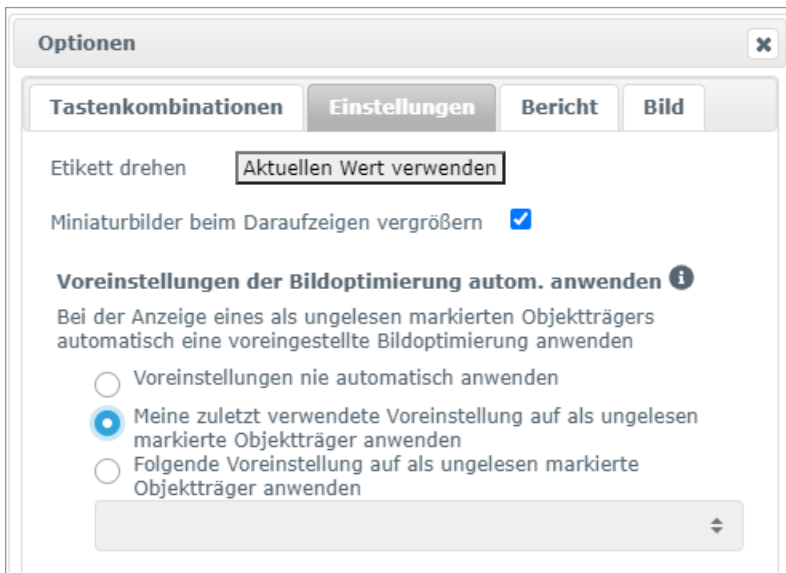 Optionen
Tastenkombinationen Einstellungen Bericht Bild
Etikett drehen Aktuellen Wert verwenden
Miniaturbilder beim Daraufzeigen vergrößern
Voreinstellungen der Bildoptimierung autom. anwenden
Bei der Anzeige eines als ungelesen markierten Objektträgers
automatisch eine voreingestellte Bildoptimierung anwenden
Voreinstellungen nie automatisch anwenden
Meine zuletzt verwendete Voreinstellung auf als ungelesen
markierte Objektträger anwenden
Folgende Voreinstellung auf als ungelesen markierte
Objektträger anwenden